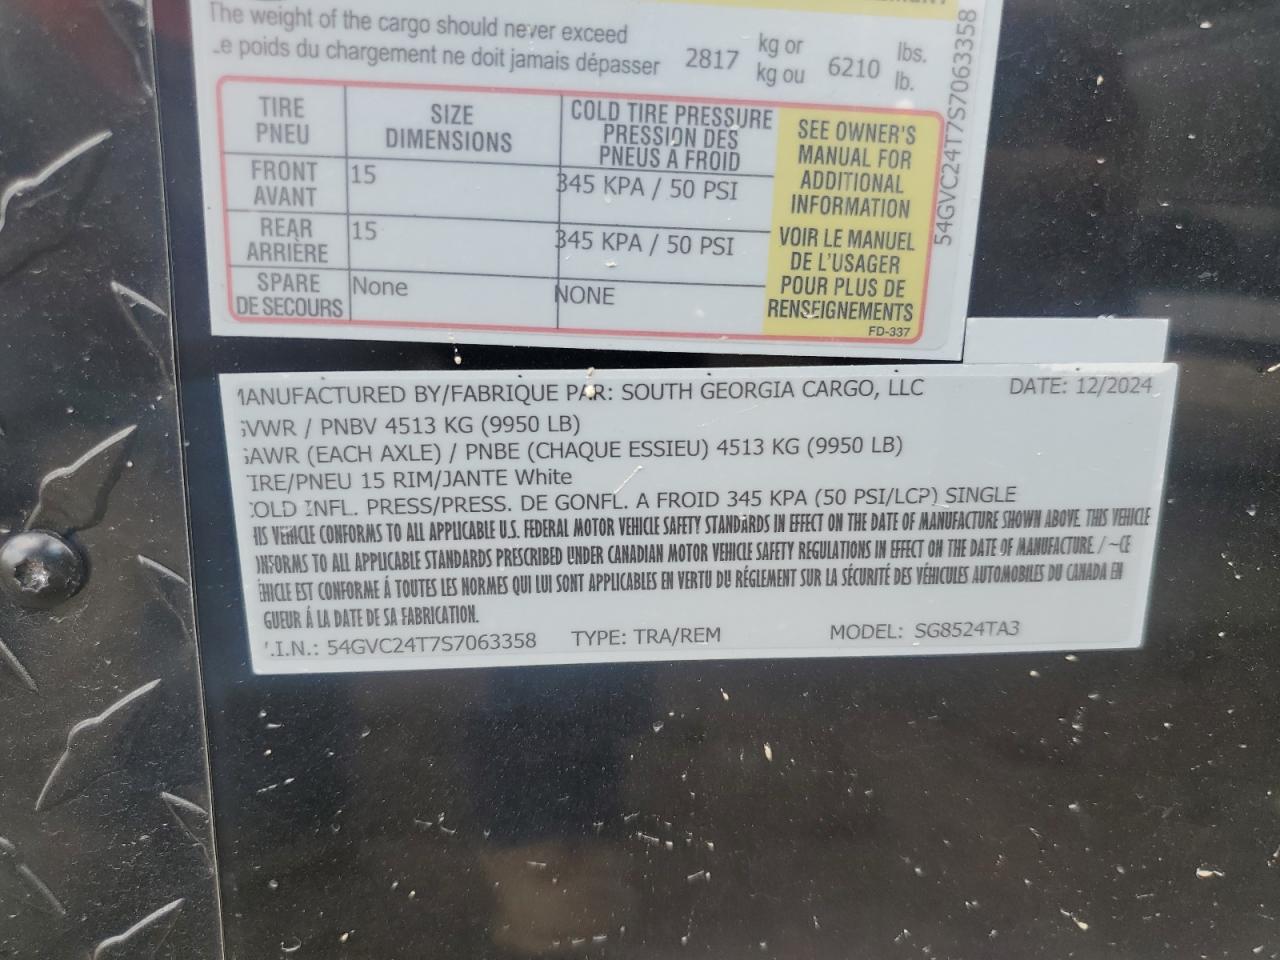 The weight of the cargo should never exceed
.e poids du chargement ne doit jamais dépasser
2817 kg or 6210 lbs.
kg ou lb.
TIRE SIZE COLD TIRE PRESSURE
PNEU DIMENSIONS PRESSION DES
PNEUS A FROID
FRONT 15 345 KPA / 50 PSI
AVANT
REAR 15 345 KPA / 50 PSI
ARRIÈRE
SPARE None NONE
DE SECOURS
SEE OWNER'S
MANUAL FOR
ADDITIONAL
INFORMATION
VOIR LE MANUEL
DE L'USAGER
POUR PLUS DE
RENSEIGNEMENTS
FD-337
54GVC24T7S7063358
MANUFACTURED BY/FABRIQUE PAR: SOUTH GEORGIA CARGO, LLC DATE: 12/2024
GVWR / PNBV 4513 KG (9950 LB)
GAWR (EACH AXLE) / PNBE (CHAQUE ESSIEU) 4513 KG (9950 LB)
TIRE/PNEU 15 RIM/JANTE White
COLD INFL. PRESS/PRESS. DE GONFL. A FROID 345 KPA (50 PSI/LCP) SINGLE
HIS VEHICLE CONFORMS TO ALL APPLICABLE U.S. FEDERAL MOTOR VEHICLE SAFETY STANDARDS IN EFFECT ON THE DATE OF MANUFACTURE SHOWN ABOVE. THIS VEHICLE
ONFORMS TO ALL APPLICABLE STANDARDS PRESCRIBED UNDER CANADIAN MOTOR VEHICLE SAFETY REGULATIONS IN EFFECT ON THE DATE OF MANUFACTURE. / ~CE
ÉHICLE EST CONFORME Á TOUTES LES NORMES QUI LUI SONT APPLICABLES EN VERTU DU RÉGLEMENT SUR LA SÉCURITÉ DES VÉHICULES AUTOMOBILES DU CANADA EN
GUEUR Á LA DATE DE SA FABRICATION.
V.I.N.: 54GVC24T7S7063358 TYPE: TRA/REM MODEL: SG8524TA3